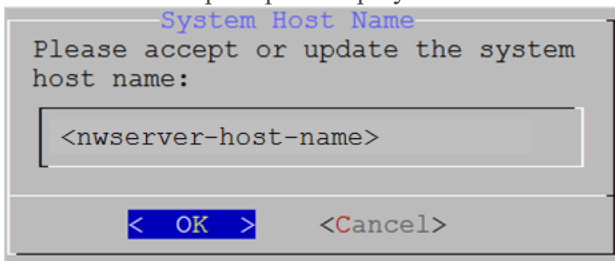 System Host Name
Please accept or update the system
host name:
<nwserver-host-name>
< OK > <Cancel>